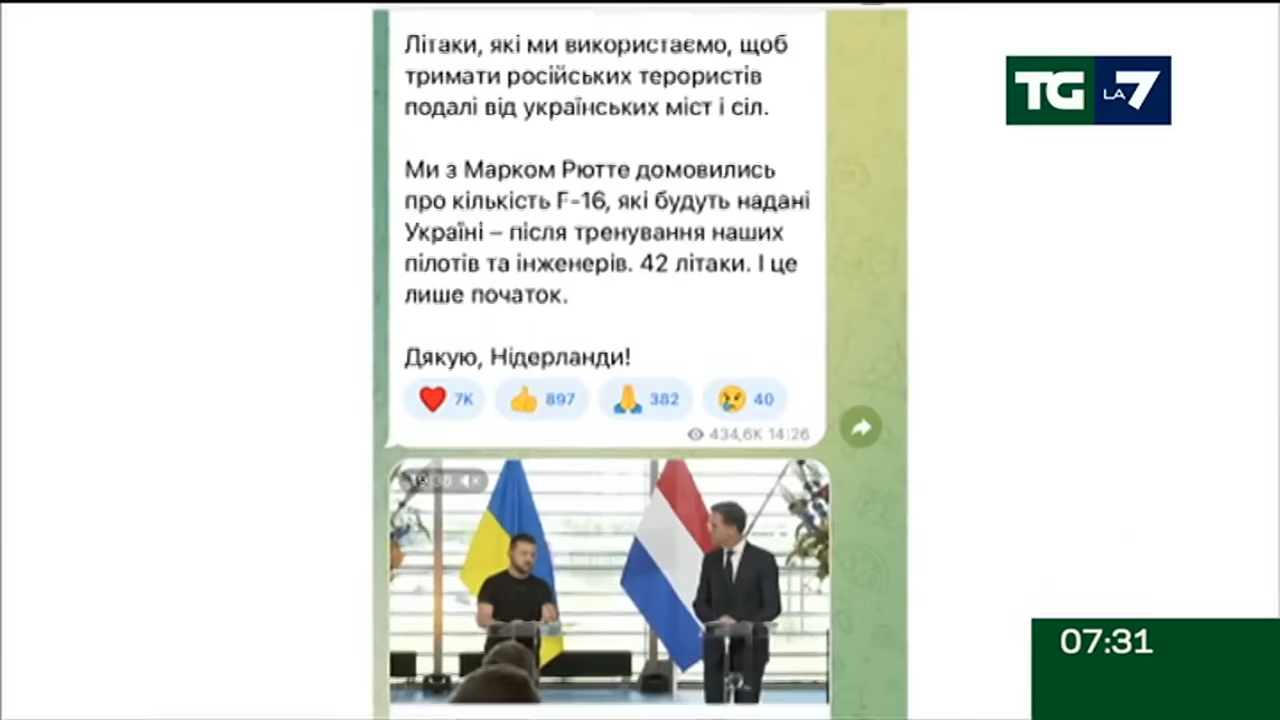 Літаки, які ми використаємо, щоб
тримати російських терористів
подалі від українських міст і сіл.
Ми з Марком Рютте домовились
про кількість F-16, які будуть надані
Україні – після тренування наших
пілотів та інженерів. 42 літаки. І це
лише початок.
Дякую, Нідерланди!
7K 897 382 40
434,6K 14:26
TG LA7
07:31